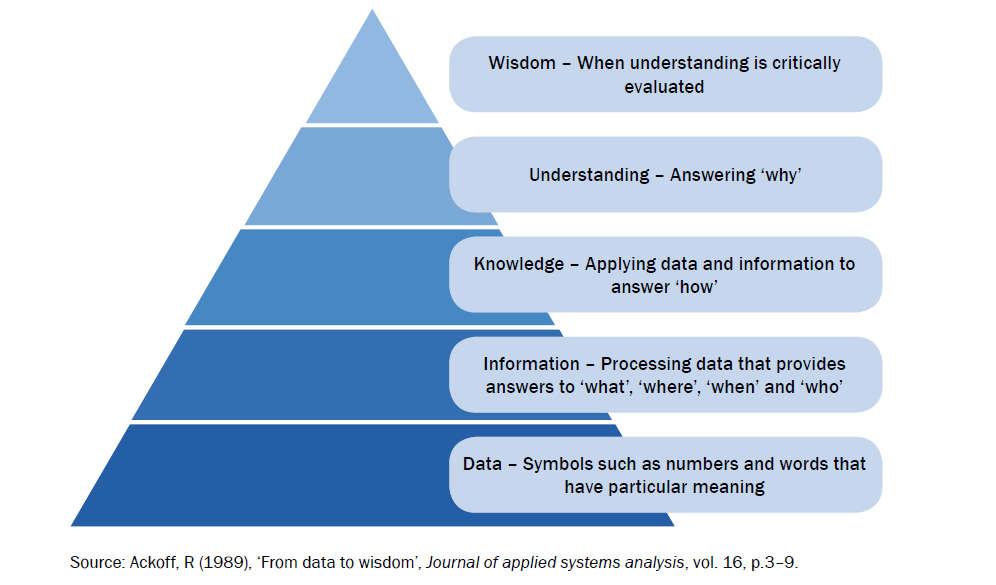 Wisdom – When understanding is critically
evaluated
Understanding – Answering ‘why’
Knowledge – Applying data and information to
answer ‘how’
Information – Processing data that provides
answers to ‘what’, ‘where’, ‘when’ and ‘who’
Data – Symbols such as numbers and words that
have particular meaning
Source: Ackoff, R (1989), ‘From data to wisdom’, Journal of applied systems analysis, vol. 16, p.3–9.